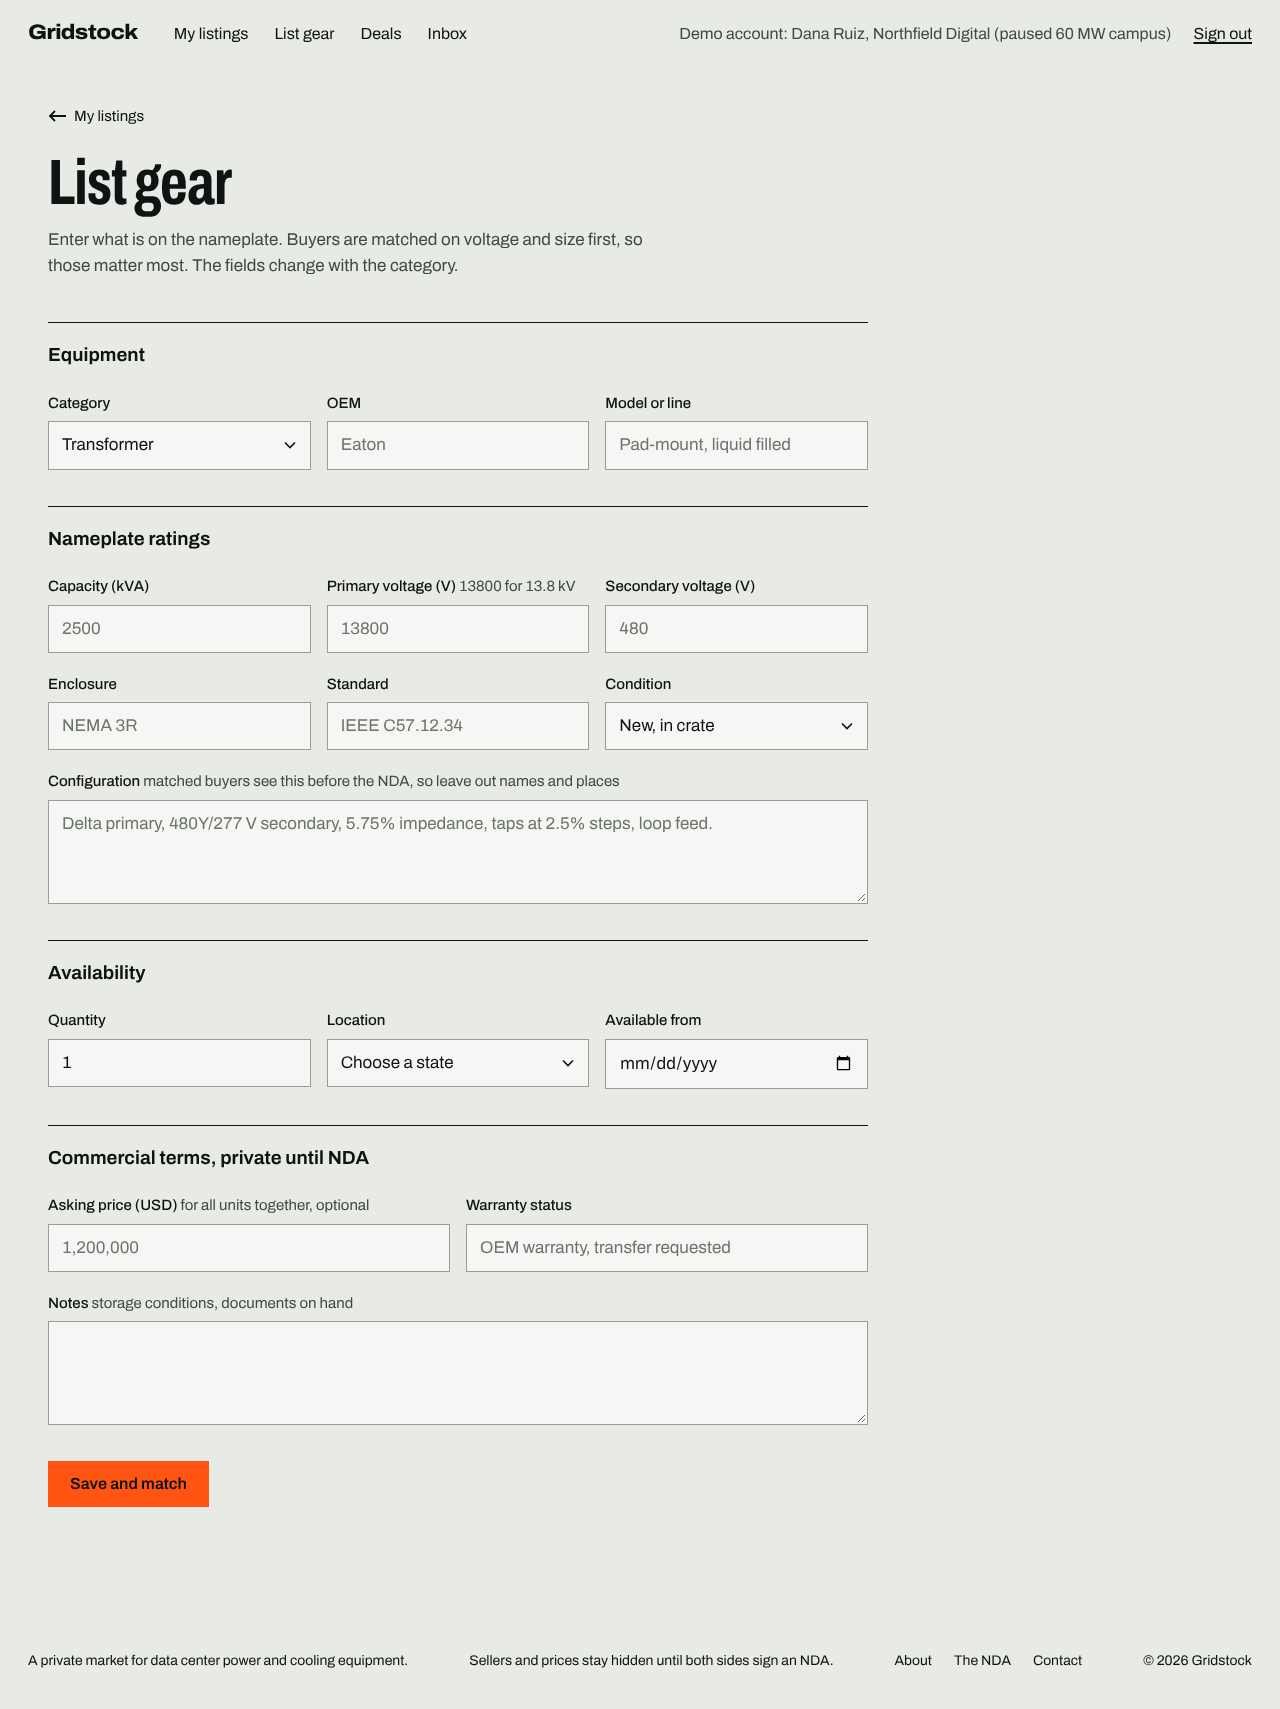 Gridstock My listings List gear Deals Inbox Demo account: Dana Ruiz, Northfield Digital (paused 60 MW campus) Sign out
My listings
List gear
Enter what is on the nameplate. Buyers are matched on voltage and size first, so
those matter most. The fields change with the category.
Equipment
Category OEM Model or line
Transformer Eaton Pad-mount, liquid filled
Nameplate ratings
Capacity (kVA) Primary voltage (V) 13800 for 13.8 kV Secondary voltage (V)
2500 13800 480
Enclosure Standard Condition
NEMA 3R IEEE C57.12.34 New, in crate
Configuration matched buyers see this before the NDA, so leave out names and places
Delta primary, 480Y/277 V secondary, 5.75% impedance, taps at 2.5% steps, loop feed.
Availability
Quantity Location Available from
1 Choose a state mm/dd/yyyy
Commercial terms, private until NDA
Asking price (USD) for all units together, optional Warranty status
1,200,000 OEM warranty, transfer requested
Notes storage conditions, documents on hand
Save and match
A private market for data center power and cooling equipment. Sellers and prices stay hidden until both sides sign an NDA. About The NDA Contact © 2026 Gridstock